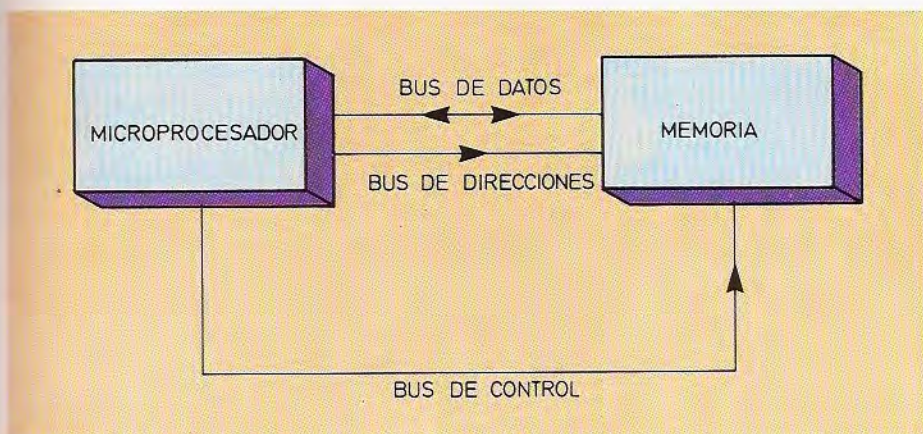 BUS DE DATOS
MICROPROCESADOR
MEMORIA
BUS DE DIRECCIONES
BUS DE CONTROL